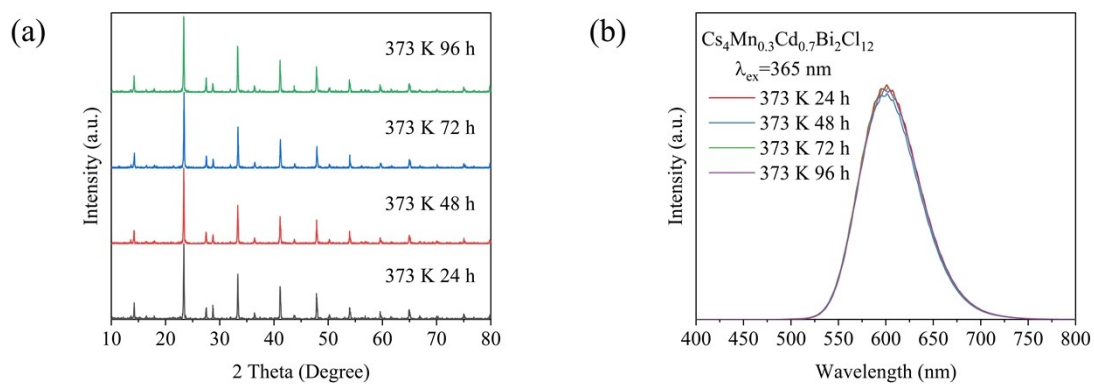 (a)
373 K 96 h
373 K 72 h
373 K 48 h
373 K 24 h
Intensity (a.u.)
10 20 30 40 50 60 70 80
2 Theta (Degree)
(b)
Cs₄Mn₀.₃Cd₀.₇Bi₂Cl₁₂
λₑₓ=365 nm
373 K 24 h
373 K 48 h
373 K 72 h
373 K 96 h
Intensity (a.u.)
400 450 500 550 600 650 700 750 800
Wavelength (nm)